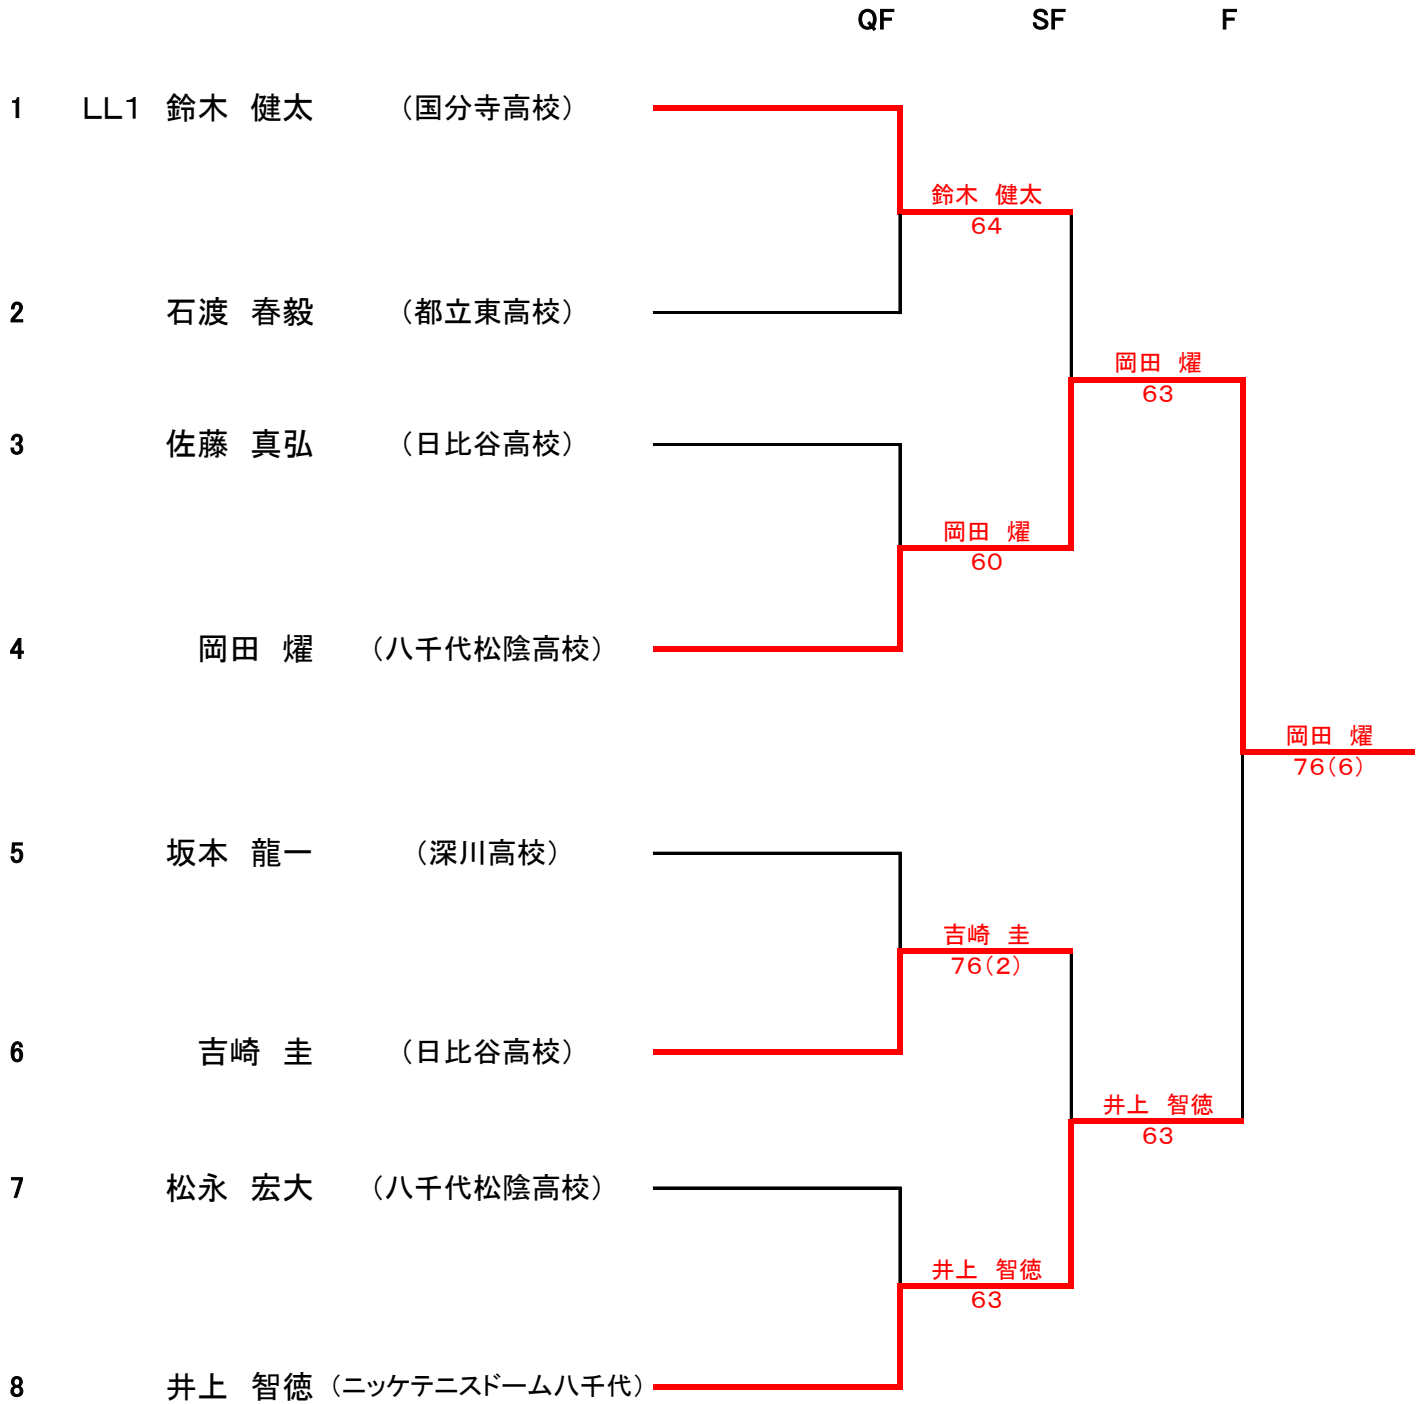 QF SF F
1 LL1 鈴木 健太 （国分寺高校）
鈴木 健太
64
2 石渡 春毅 （都立東高校）
岡田 燿
63
3 佐藤 真弘 （日比谷高校）
岡田 燿
60
4 岡田 燿 （八千代松陰高校）
岡田 燿
76(6)
5 坂本 龍一 （深川高校）
吉崎 圭
76(2)
6 吉崎 圭 （日比谷高校）
井上 智徳
63
7 松永 宏大 （八千代松陰高校）
井上 智徳
63
8 井上 智徳 （ニッケテニスドーム八千代）